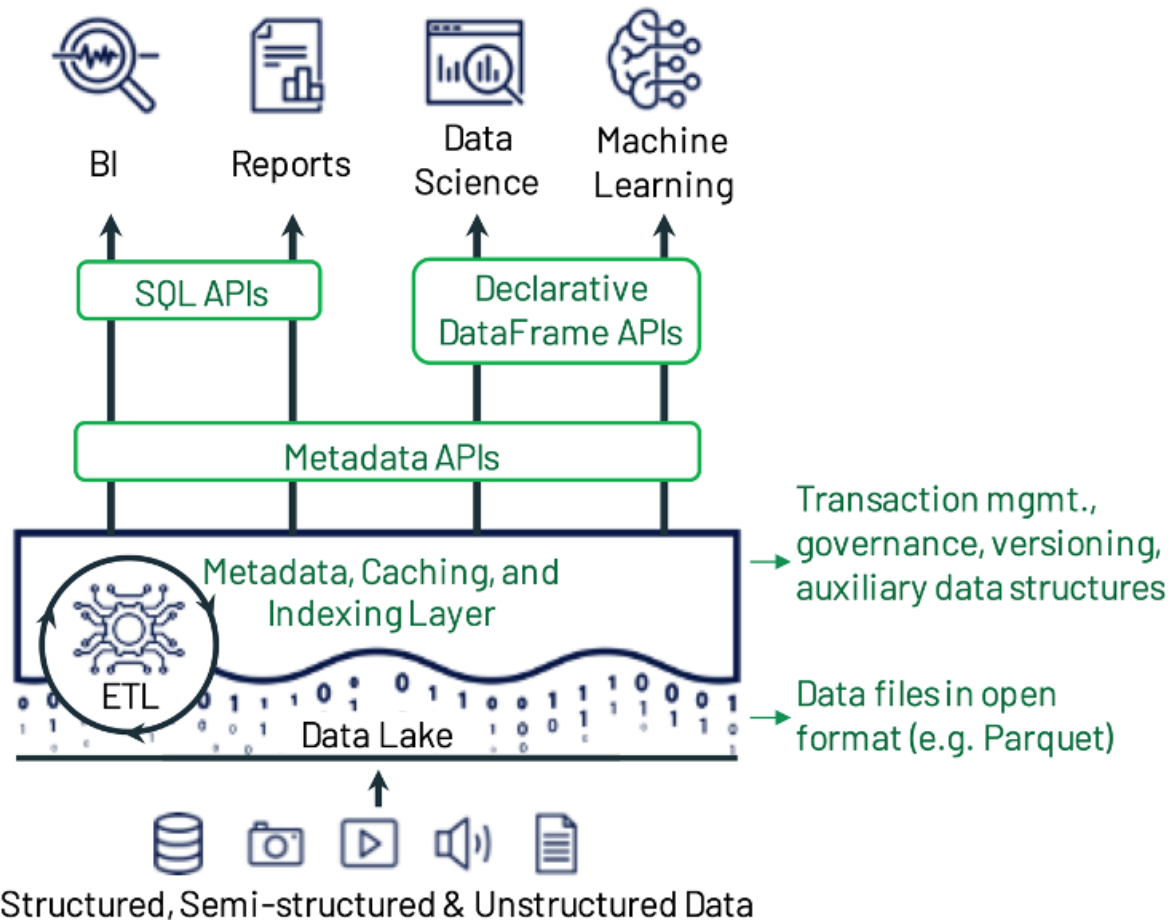 BI
Reports
Data
Science
Machine
Learning
SQL APIs
Declarative
DataFrame APIs
Metadata APIs
Metadata, Caching, and
Indexing Layer
ETL
Data Lake
Transaction mgmt.,
governance, versioning,
auxiliary data structures
Data files in open
format (e.g. Parquet)
Structured, Semi-structured & Unstructured Data